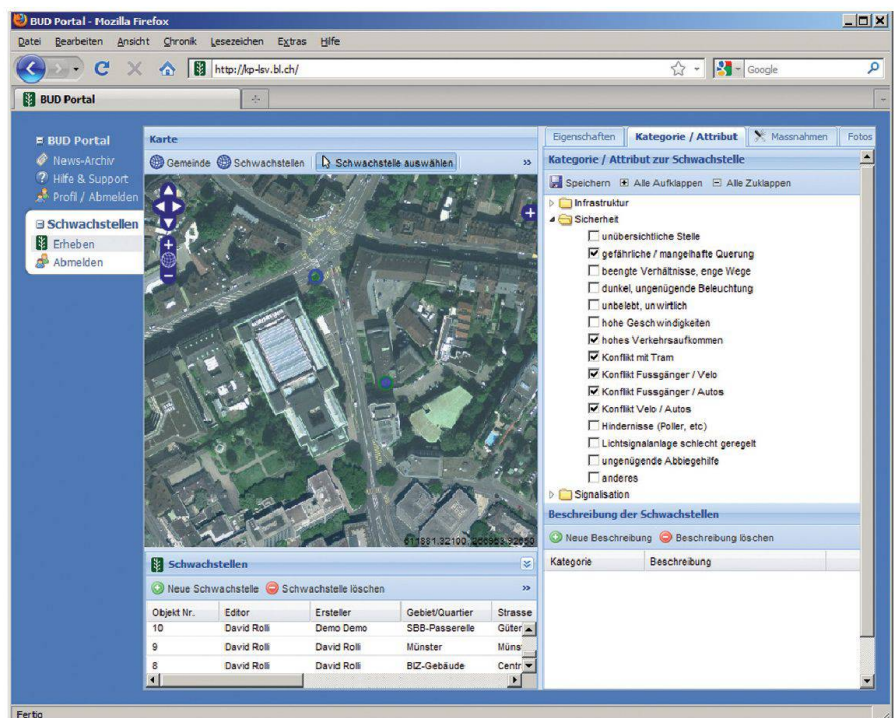 BUD Portal - Mozilla Firefox
Datei Bearbeiten Ansicht Chronik Lesezeichen Extras Hilfe
http://kp-lsv.bl.ch/
Google
BUD Portal
BUD Portal
News-Archiv
Hilfe & Support
Profil / Abmelden
Schwachstellen
Erheben
Abmelden
Karte
Gemeinde Schwachstellen Schwachstelle auswählen »
Schwachstellen
Neue Schwachstelle Schwachstelle löschen »
Objekt Nr. Editor Ersteller Gebiet/Quartier Strasse
10 David Rolli Demo Demo SBB-Passerelle Güter
9 David Rolli David Rolli Münster Müns
8 David Rolli David Rolli BIZ-Gebäude Centr
Eigenschaften Kategorie / Attribut Massnahmen Fotos
Kategorie / Attribut zur Schwachstelle
Speichern Alle Aufklappen Alle Zuklappen
Infrastruktur
Sicherheit
unübersichtliche Stelle
gefährliche / mangelhafte Querung
beengte Verhältnisse, enge Wege
dunkel, ungenügende Beleuchtung
unbelebt, unwirtlich
hohe Geschwindigkeiten
hohes Verkehrsaufkommen
Konflikt mit Tram
Konflikt Fussgänger / Velo
Konflikt Fussgänger / Autos
Konflikt Velo / Autos
Hindernisse (Poller, etc)
Lichtsignalanlage schlecht geregelt
ungenügende Abbiegehilfe
anderes
Signalisation
Beschreibung der Schwachstellen
Neue Beschreibung Beschreibung löschen
Kategorie Beschreibung
Fertig